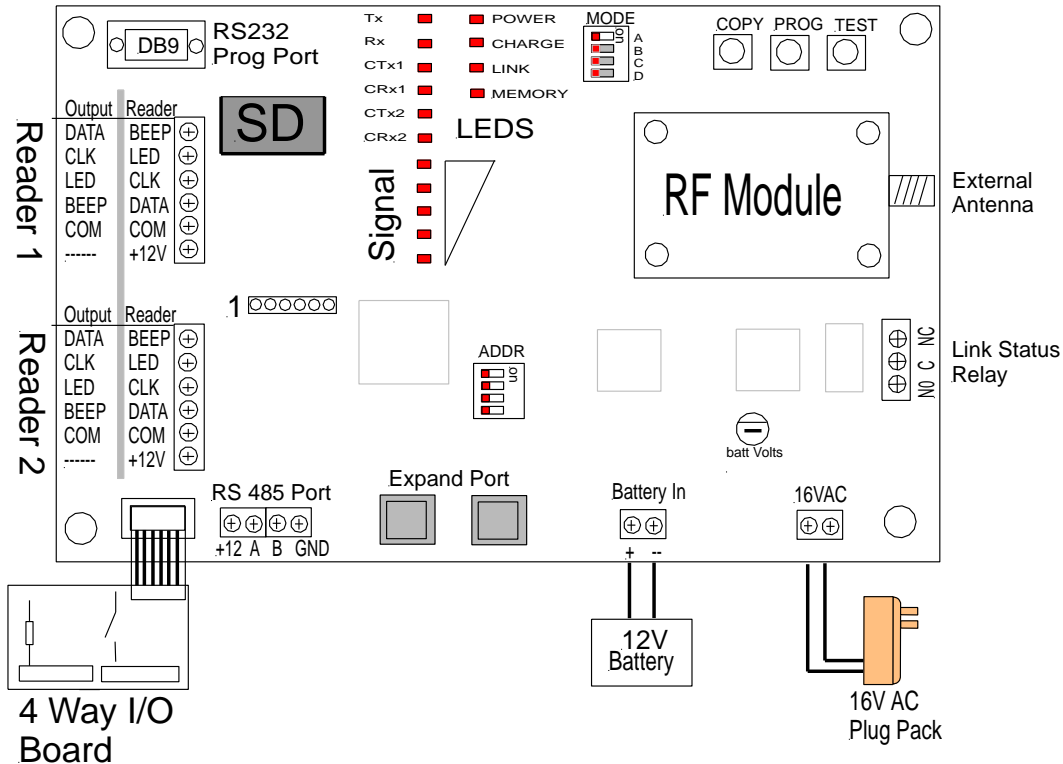 DB9
RS232
Prog Port
Tx
Rx
CTx1
CRx1
CTx2
CRx2
POWER
CHARGE
LINK
MEMORY
LEDS
Signal
MODE
on
A
B
C
D
COPY PROG TEST
SD
RF Module
External
Antenna
Reader 1
Output Reader
DATA BEEP
CLK LED
LED CLK
BEEP DATA
COM COM
------ +12V
1
Reader 2
Output Reader
DATA BEEP
CLK LED
LED CLK
BEEP DATA
COM COM
------ +12V
ADDR
on
NO C NC
Link Status
Relay
batt Volts
RS 485 Port
+12 A B GND
Expand Port
Battery In
+ --
16VAC
12V
Battery
16V AC
Plug Pack
4 Way I/O
Board